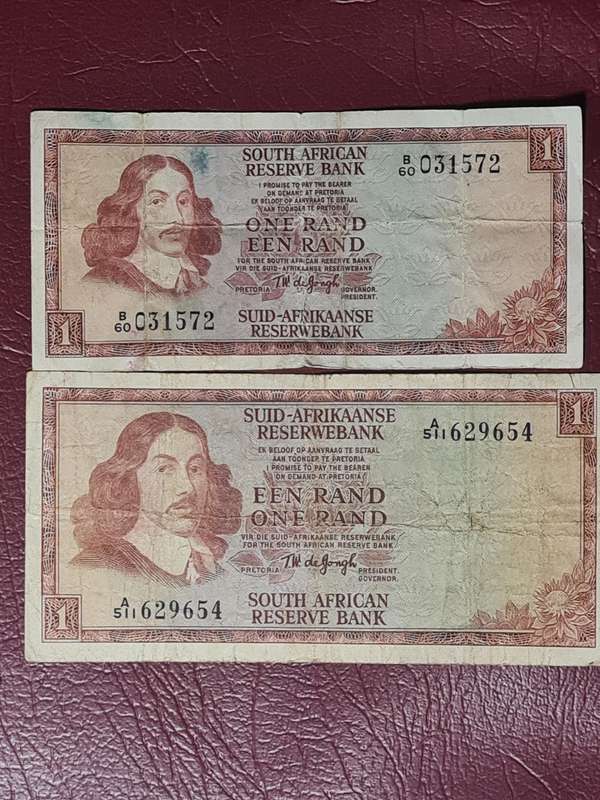 SOUTH AFRICAN
RESERVE BANK
B/60 031572
1
I PROMISE TO PAY THE BEARER
ON DEMAND AT PRETORIA
EK BELOOF OP AANVRAAG TE BETAAL
AAN TOONDER TE PRETORIA
ONE RAND
EEN RAND
FOR THE SOUTH AFRICAN RESERVE BANK
VIR DIE SUID-AFRIKAANSE RESERWEBANK
T.W. de Jongh
PRETORIA
GOVERNOR.
PRESIDENT.
1
B/60 031572
SUID-AFRIKAANSE
RESERWEBANK
SUID-AFRIKAANSE
RESERWEBANK
A/511 629654
1
EK BELOOF OP AANVRAAG TE BETAAL
AAN TOONDER TE PRETORIA
I PROMISE TO PAY THE BEARER
ON DEMAND AT PRETORIA
EEN RAND
ONE RAND
VIR DIE SUID-AFRIKAANSE RESERWEBANK
FOR THE SOUTH AFRICAN RESERVE BANK
T.W. de Jongh
PRETORIA
PRESIDENT.
GOVERNOR.
1
A/511 629654
SOUTH AFRICAN
RESERVE BANK